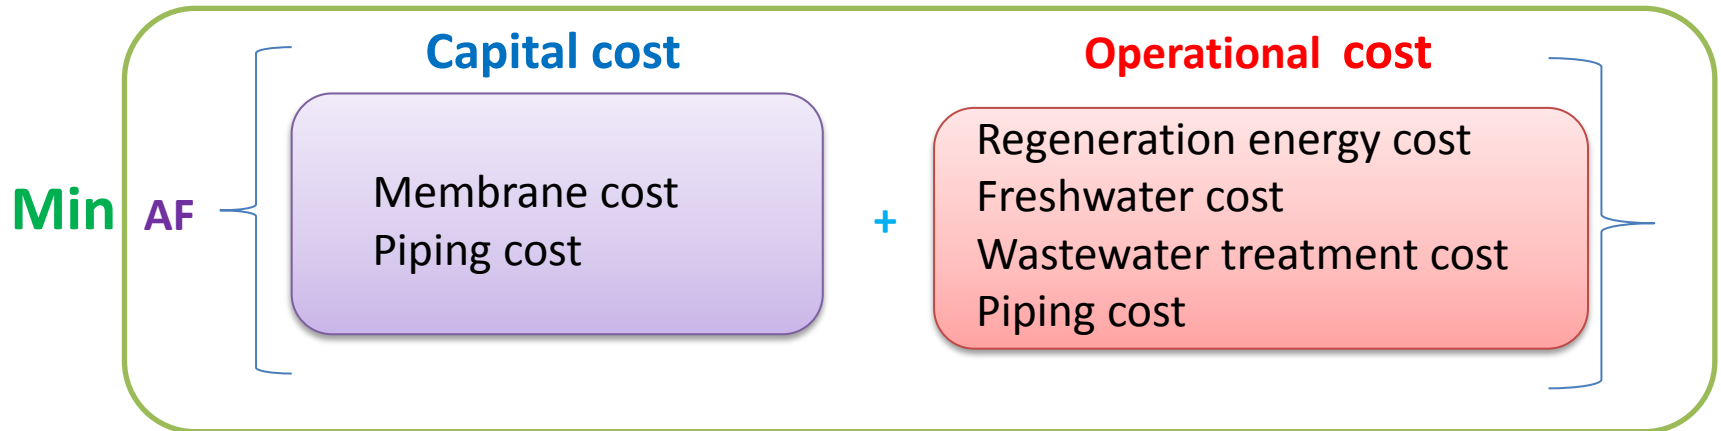 Capital cost
Operational cost
Min AF
Membrane cost
Piping cost
+
Regeneration energy cost
Freshwater cost
Wastewater treatment cost
Piping cost